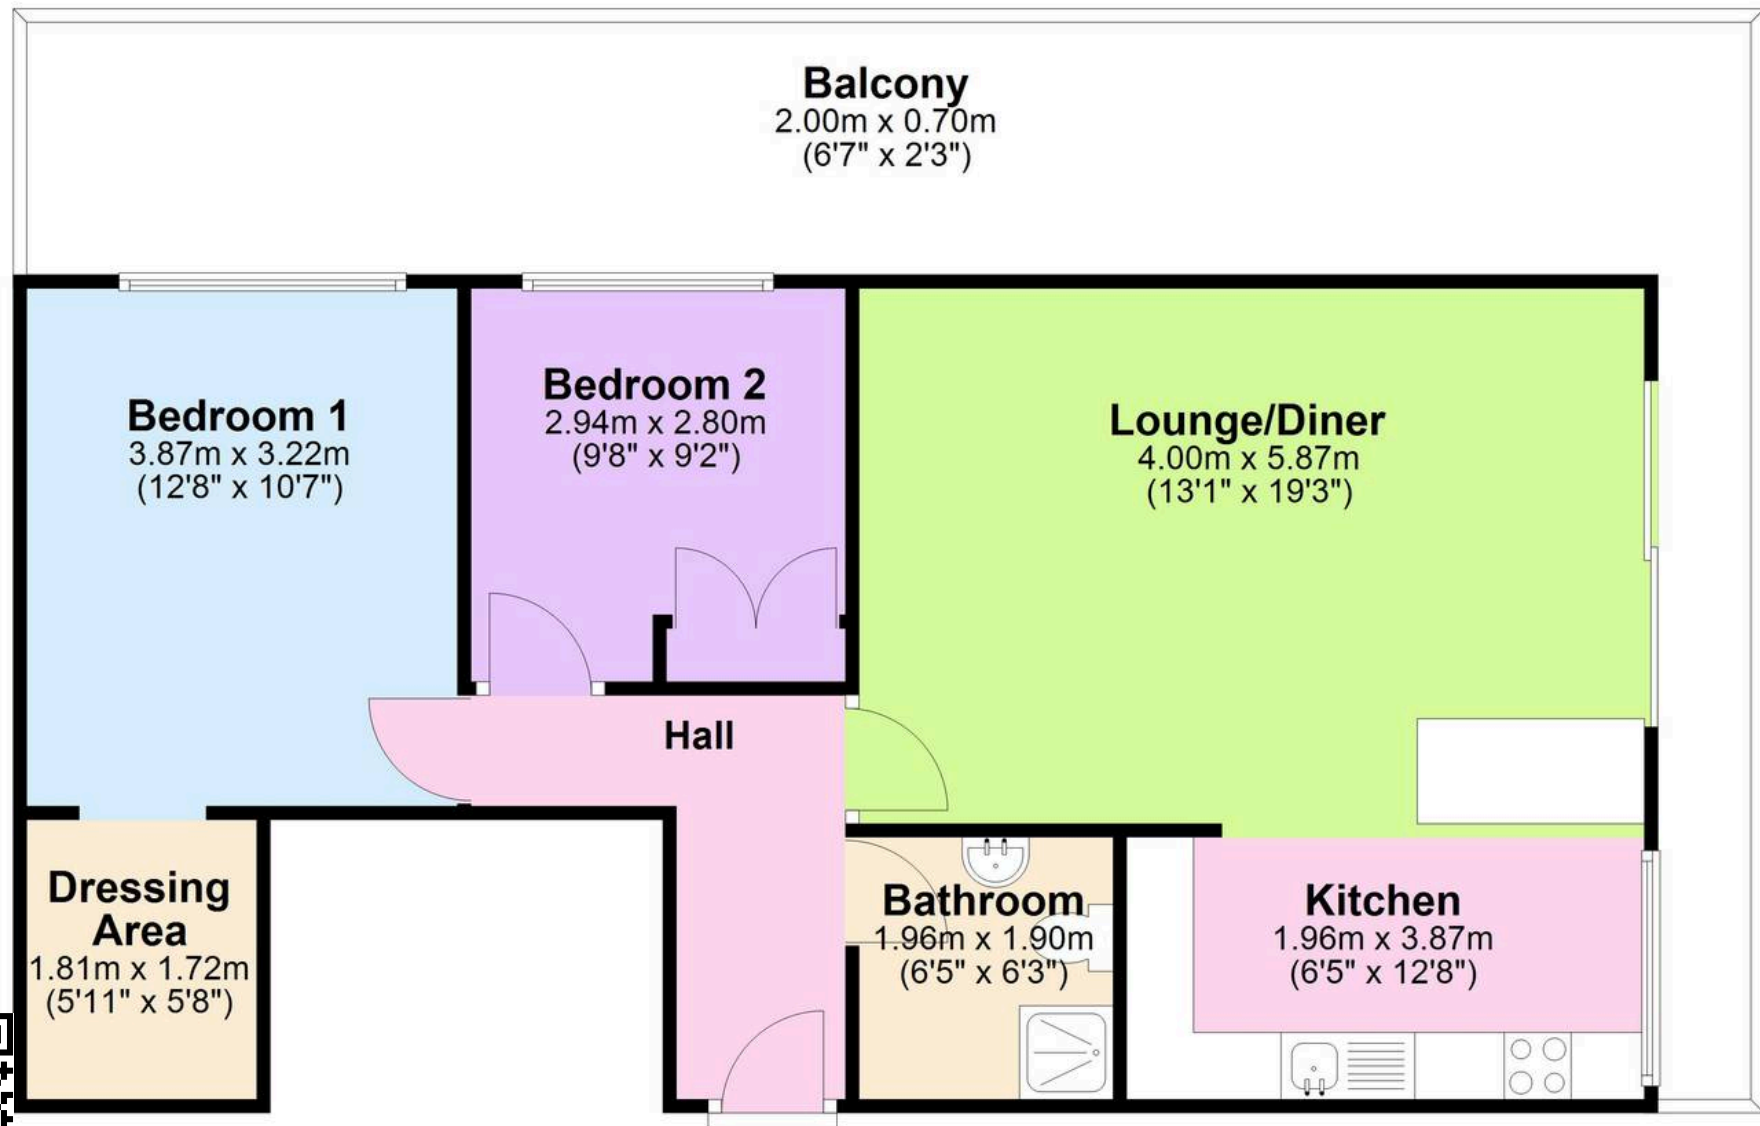 Balcony
2.00m x 0.70m
(6'7" x 2'3")
Bedroom 1
3.87m x 3.22m
(12'8" x 10'7")
Bedroom 2
2.94m x 2.80m
(9'8" x 9'2")
Lounge/Diner
4.00m x 5.87m
(13'1" x 19'3")
Hall
Dressing
Area
1.81m x 1.72m
(5'11" x 5'8")
Bathroom
1.96m x 1.90m
(6'5" x 6'3")
Kitchen
1.96m x 3.87m
(6'5" x 12'8")